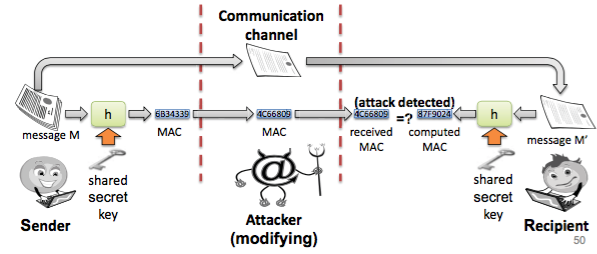 Communication
channel
(attack detected)
6B34339
4C66809
4C66809
=?
87F9024
h
h
message M
MAC
MAC
received
MAC
computed
MAC
message M'
shared
secret
key
shared
secret
key
Sender
Attacker
(modifying)
Recipient
50